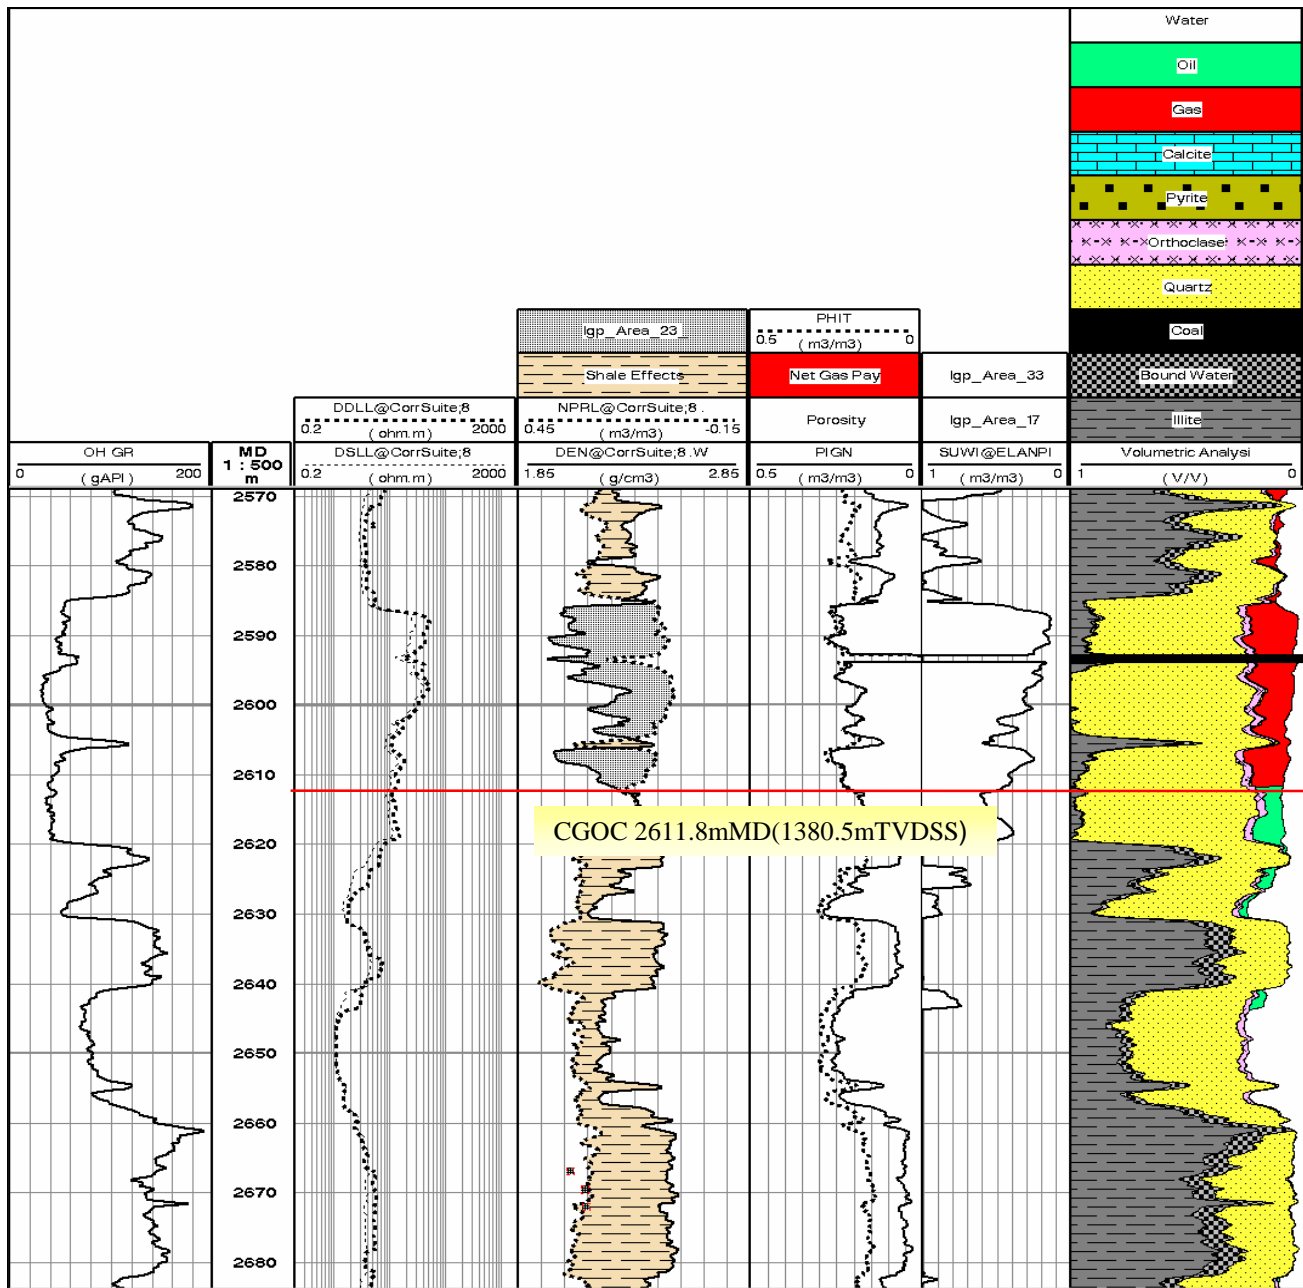 Water
Oil
Gas
Calcite
Pyrite
Orthoclase
Quartz
lgp_Area_23_ PHIT 0.5 (m3/m3) 0 Coal
Shale Effects Net Gas Pay lgp_Area_33 Bound Water
DDLL@CorrSuite;8 NPRL@CorrSuite;8. Porosity lgp_Area_17 Illite
0.2 (ohm.m) 2000 0.45 (m3/m3) -0.15
OH GR MD DSLL@CorrSuite;8 DEN@CorrSuite;8.W PIGN SUWI@ELANPI Volumetric Analysi
0 (gAPI) 200 1 : 500 m 0.2 (ohm.m) 2000 1.85 (g/cm3) 2.85 0.5 (m3/m3) 0 1 (m3/m3) 0 1 (V/V) 0
2570
2580
2590
2600
2610
CGOC 2611.8mMD(1380.5mTVDSS)
2620
2630
2640
2650
2660
2670
2680